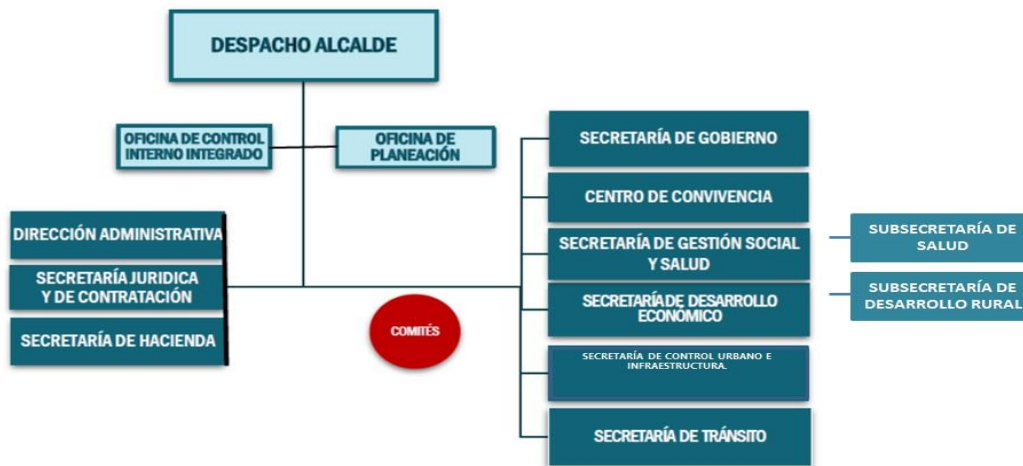 DESPACHO ALCALDE
OFICINA DE CONTROL
INTERNO INTEGRADO
OFICINA DE
PLANEACIÓN
DIRECCIÓN ADMINISTRATIVA
SECRETARÍA JURIDICA
Y DE CONTRATACIÓN
SECRETARÍA DE HACIENDA
COMITÉS
SECRETARÍA DE GOBIERNO
CENTRO DE CONVIVENCIA
SECRETARÍA DE GESTIÓN SOCIAL
Y SALUD
SECRETARÍA DE DESARROLLO
ECONÓMICO
SECRETARÍA DE CONTROL URBANO E
INFRAESTRUCTURA.
SECRETARÍA DE TRÁNSITO
SUBSECRETARÍA DE
SALUD
SUBSECRETARÍA DE
DESARROLLO RURAL